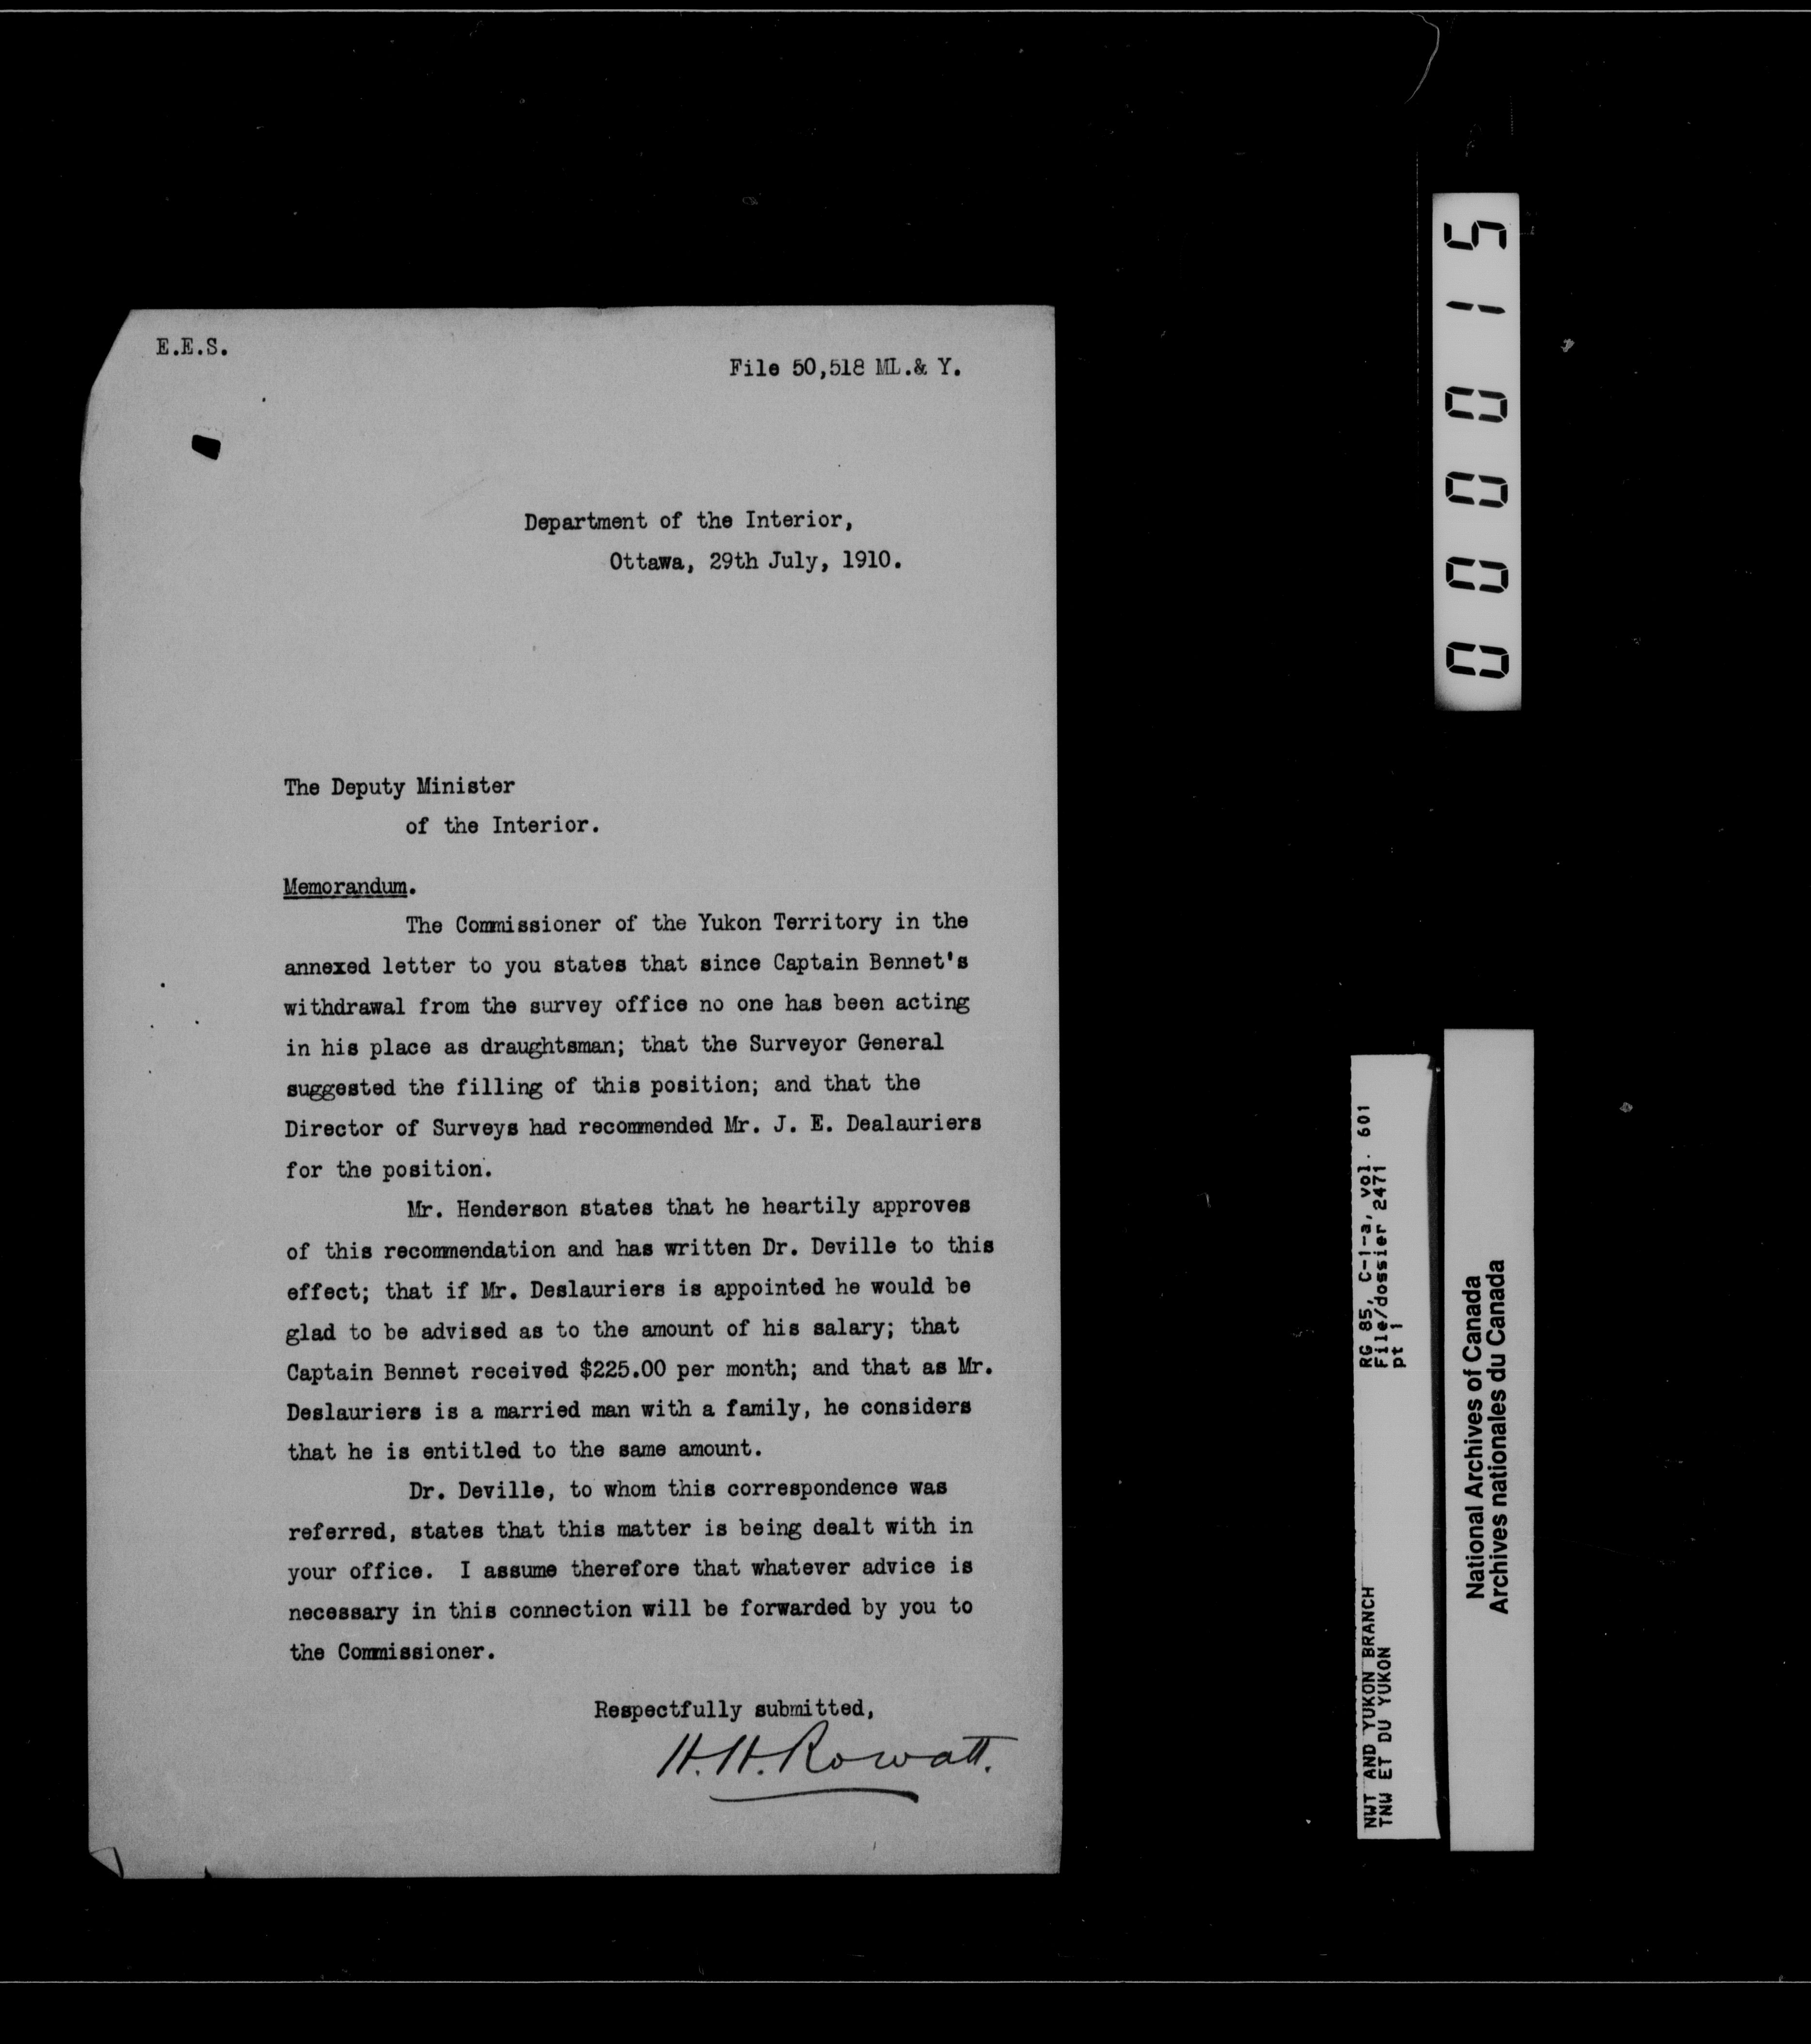 E.E.S.
File 50,518 ML.& Y.
Department of the Interior,
Ottawa, 29th July, 1910.
The Deputy Minister
of the Interior.
Memorandum.
The Commissioner of the Yukon Territory in the
annexed letter to you states that since Captain Bennet's
withdrawal from the survey office no one has been acting
in his place as draughtsman; that the Surveyor General
suggested the filling of this position; and that the
Director of Surveys had recommended Mr. J. E. Dealauriers
for the position.
Mr. Henderson states that he heartily approves
of this recommendation and has written Dr. Deville to this
effect; that if Mr. Deslauriers is appointed he would be
glad to be advised as to the amount of his salary; that
Captain Bennet received $225.00 per month; and that as Mr.
Deslauriers is a married man with a family, he considers
that he is entitled to the same amount.
Dr. Deville, to whom this correspondence was
referred, states that this matter is being dealt with in
your office.  I assume therefore that whatever advice is
necessary in this connection will be forwarded by you to
the Commissioner.
Respectfully submitted,
H.H. Rowatt.
000015
RG 85, C-1-a, vol. 601
File/dossier 2471
pt 1
NWT AND YUKON BRANCH
TNW ET DU YUKON
National Archives of Canada
Archives nationales du Canada